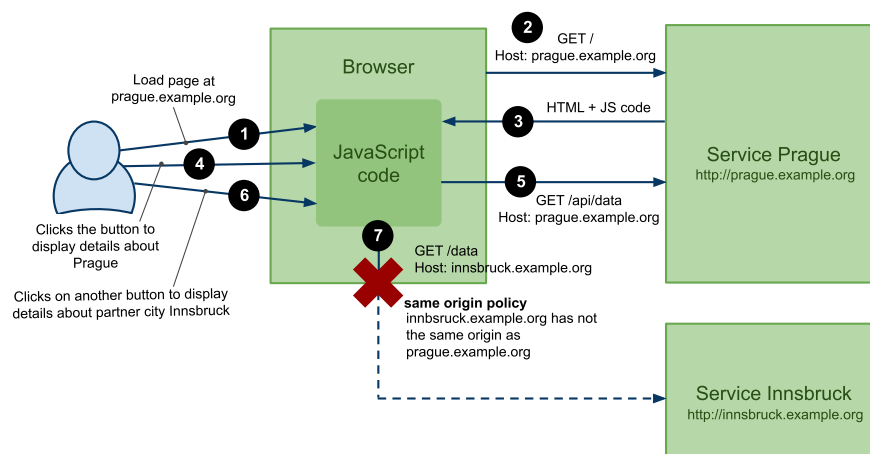 2
GET /
Host: prague.example.org
Browser
Load page at
prague.example.org
1
HTML + JS code
3
JavaScript
code
Service Prague
http://prague.example.org
4
5
GET /api/data
Host: prague.example.org
6
Clicks the button to
display details about
Prague
7
GET /data
Host: innsbruck.example.org
Clicks on another button to display
details about partner city Innsbruck
same origin policy
innbsruck.example.org has not
the same origin as
prague.example.org
Service Innsbruck
http://innsbruck.example.org